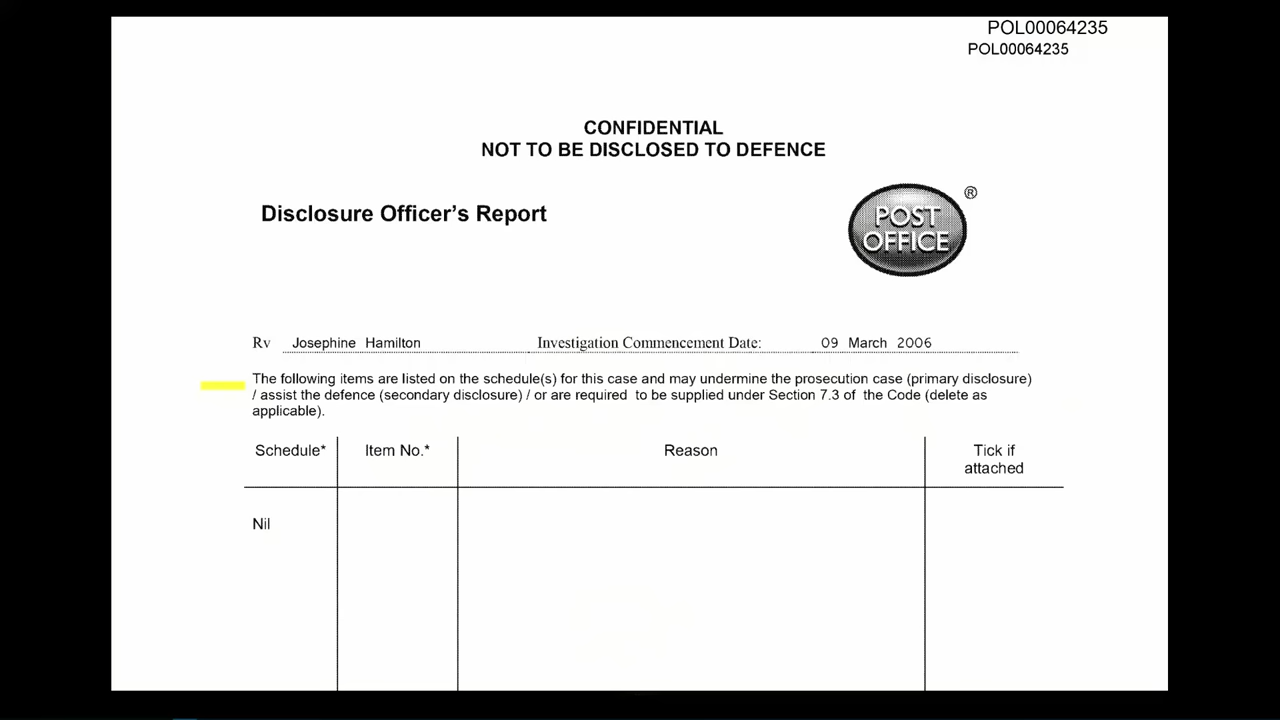 POL00064235
POL00064235
CONFIDENTIAL
NOT TO BE DISCLOSED TO DEFENCE
Disclosure Officer's Report
POST
OFFICE
®
Rv Josephine Hamilton Investigation Commencement Date: 09 March 2006
The following items are listed on the schedule(s) for this case and may undermine the prosecution case (primary disclosure)
/ assist the defence (secondary disclosure) / or are required to be supplied under Section 7.3 of the Code (delete as
applicable).
Schedule* Item No.* Reason Tick if
attached
Nil